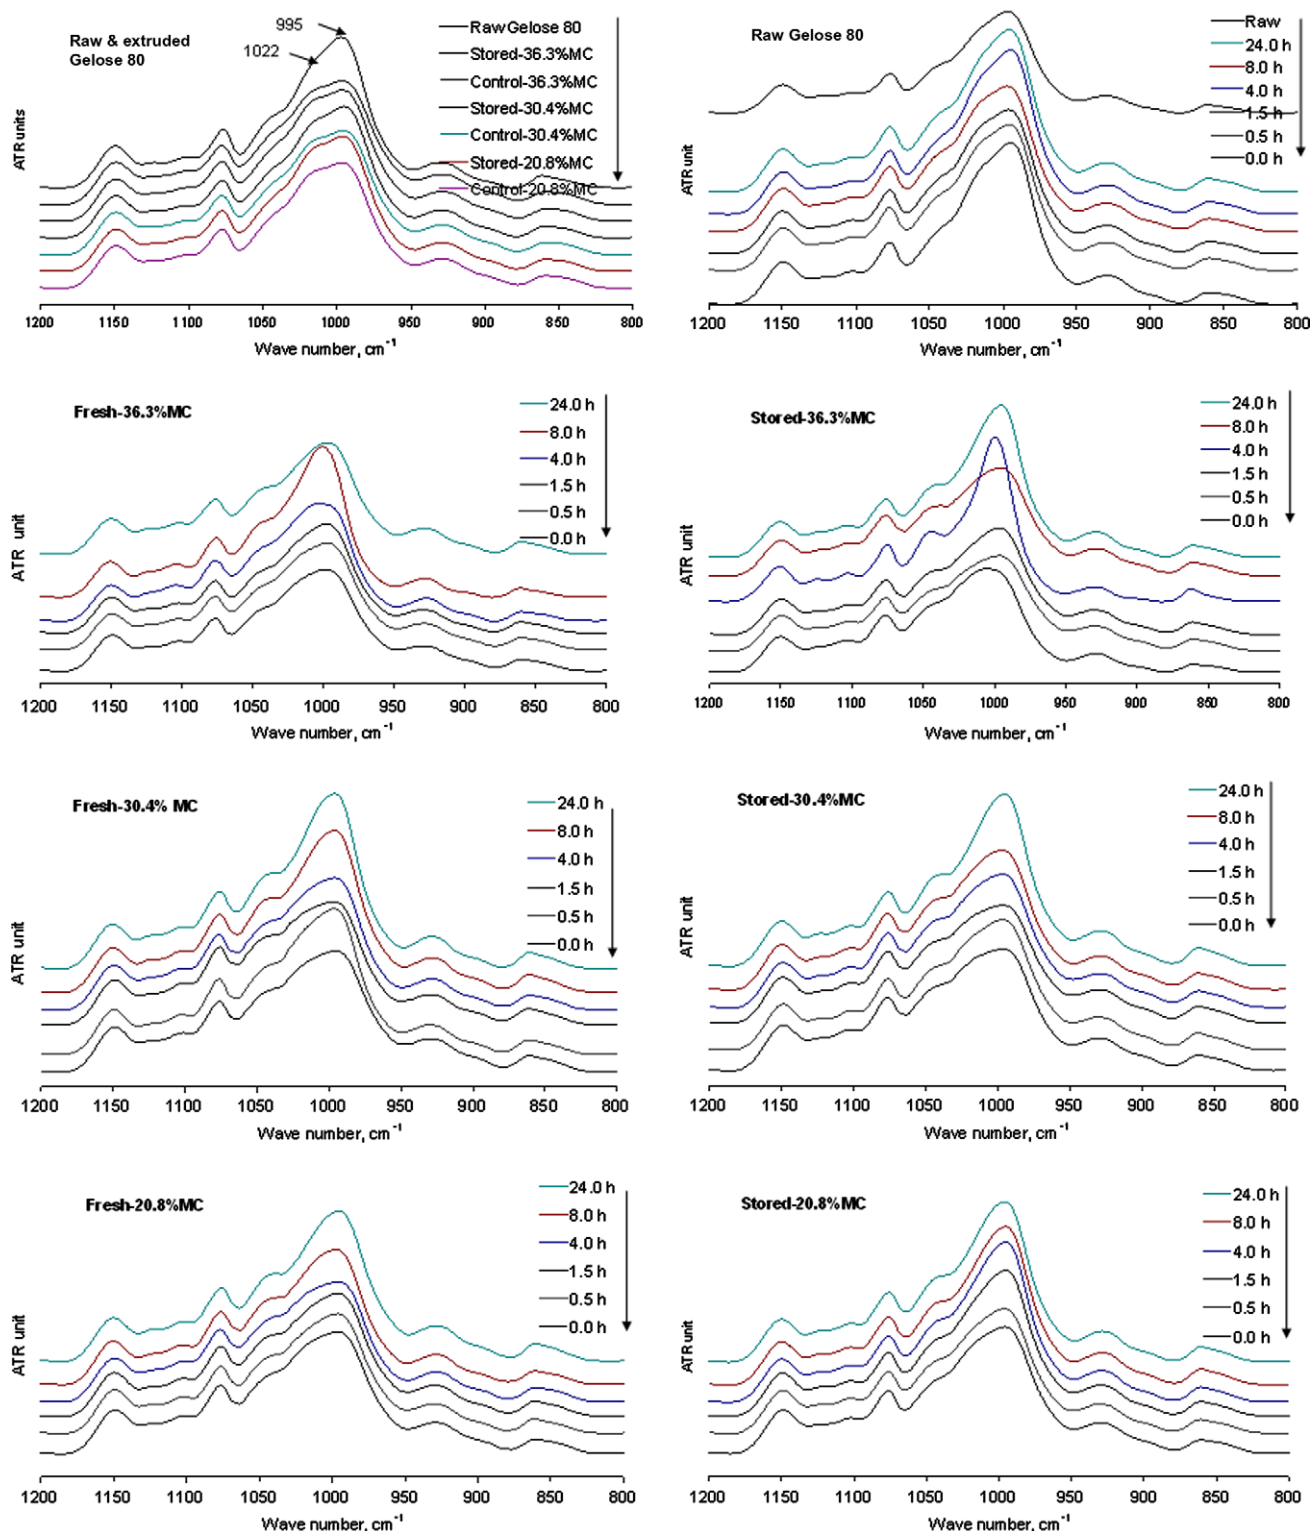 Raw & extruded
Gelose 80
995
1022
Raw Gelose 80
Stored-36.3%MC
Control-36.3%MC
Stored-30.4%MC
Control-30.4%MC
Stored-20.8%MC
Control-20.8%MC
ATR units
1200 1150 1100 1050 1000 950 900 850 800
Wave number, cm-1
Raw Gelose 80
Raw
24.0 h
8.0 h
4.0 h
1.5 h
0.5 h
0.0 h
ATR unit
1200 1150 1100 1050 1000 950 900 850 800
Wave number, cm-1
Fresh-36.3%MC
24.0 h
8.0 h
4.0 h
1.5 h
0.5 h
0.0 h
ATR unit
1200 1150 1100 1050 1000 950 900 850 800
Wave number, cm-1
Stored-36.3%MC
24.0 h
8.0 h
4.0 h
1.5 h
0.5 h
0.0 h
ATR unit
1200 1150 1100 1050 1000 950 900 850 800
Wave number, cm-1
Fresh-30.4% MC
24.0 h
8.0 h
4.0 h
1.5 h
0.5 h
0.0 h
ATR unit
1200 1150 1100 1050 1000 950 900 850 800
Wave number, cm-1
Stored-30.4%MC
24.0 h
8.0 h
4.0 h
1.5 h
0.5 h
0.0 h
ATR unit
1200 1150 1100 1050 1000 950 900 850 800
Wave number, cm-1
Fresh-20.8%MC
24.0 h
8.0 h
4.0 h
1.5 h
0.5 h
0.0 h
ATR unit
1200 1150 1100 1050 1000 950 900 850 800
Wave number, cm-1
Stored-20.8%MC
24.0 h
8.0 h
4.0 h
1.5 h
0.5 h
0.0 h
ATR unit
1200 1150 1100 1050 1000 950 900 850 800
Wave number, cm-1